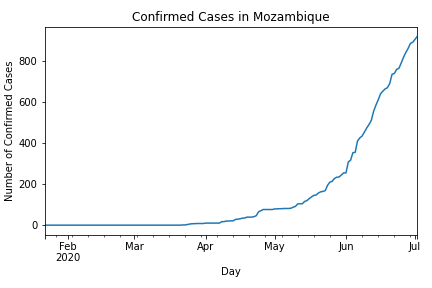 Confirmed Cases in Mozambique
Number of Confirmed Cases
800
600
400
200
0
Feb Mar Apr May Jun Jul
2020
Day